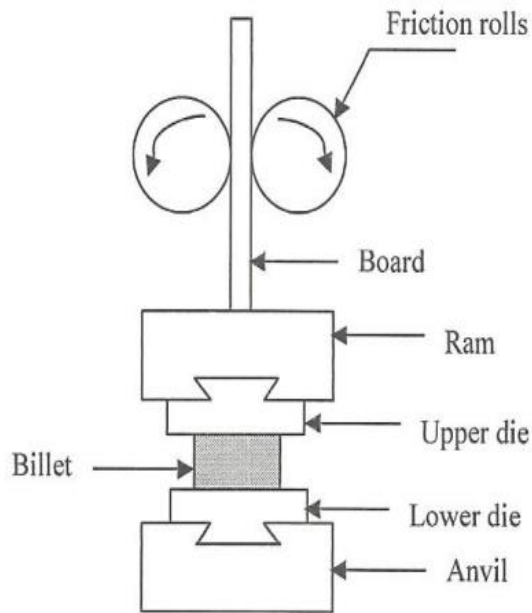 Friction rolls
Board
Ram
Upper die
Billet
Lower die
Anvil